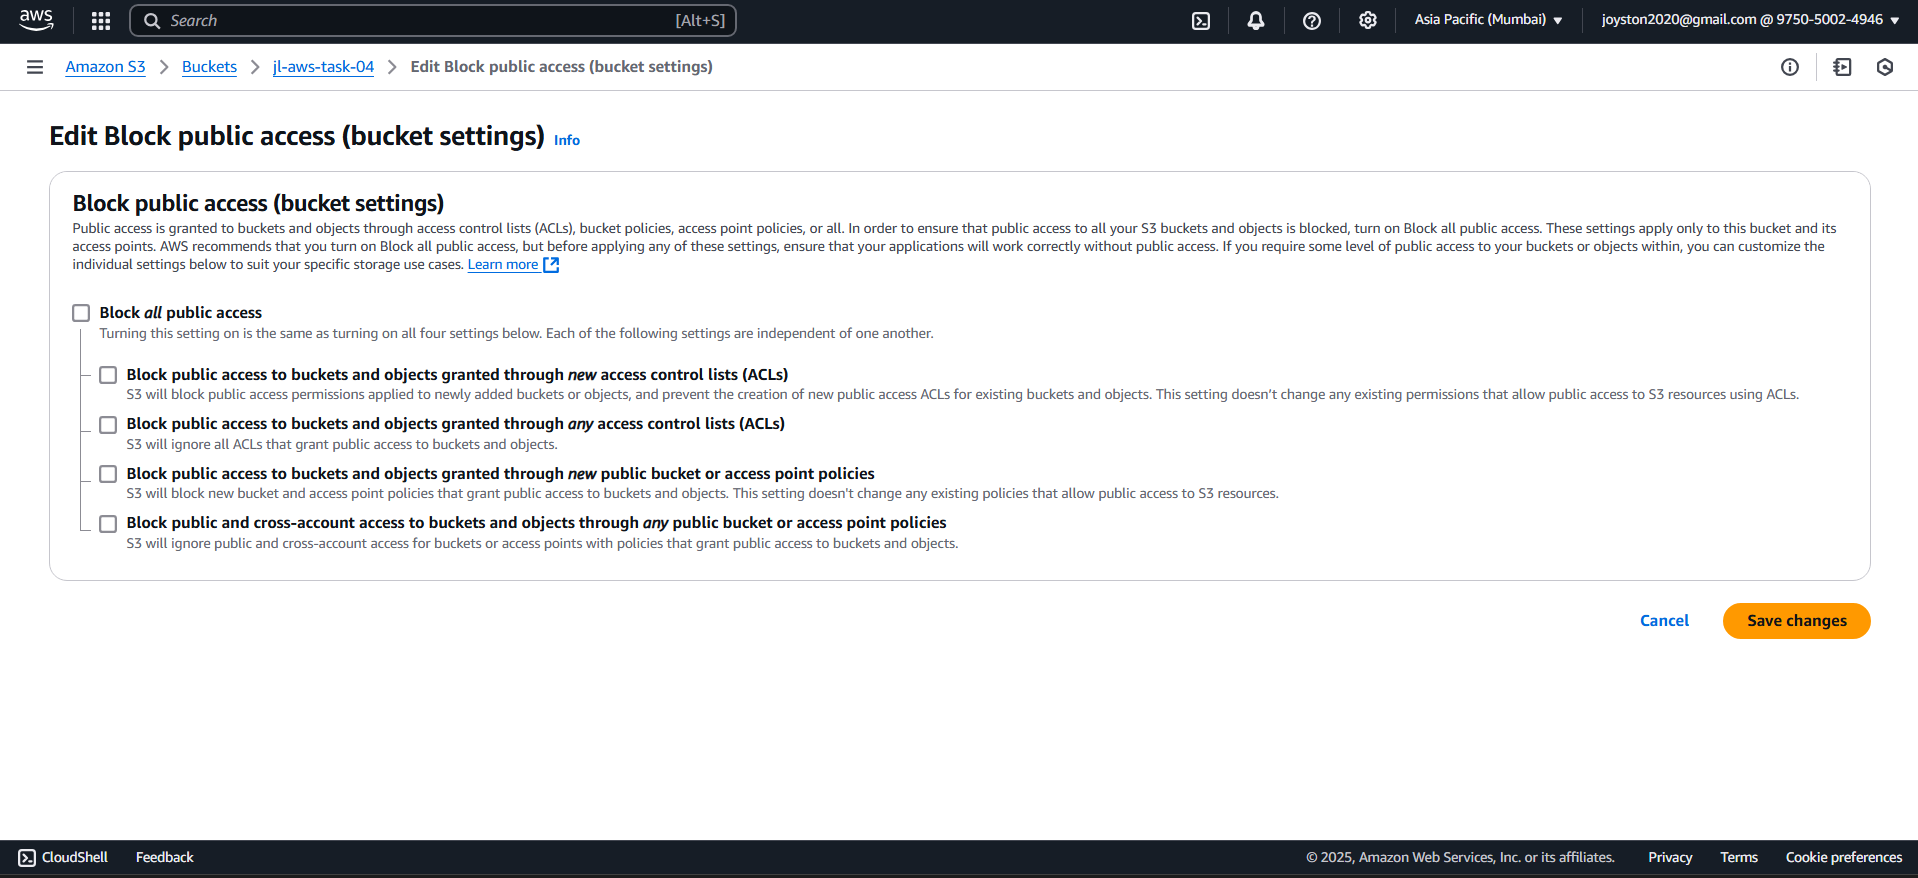 aws
Search
[Alt+S]
Asia Pacific (Mumbai)
joyston2020@gmail.com @ 9750-5002-4946
Amazon S3
Buckets
jl-aws-task-04
Edit Block public access (bucket settings)
Edit Block public access (bucket settings) Info
Block public access (bucket settings)
Public access is granted to buckets and objects through access control lists (ACLs), bucket policies, access point policies, or all. In order to ensure that public access to all your S3 buckets and objects is blocked, turn on Block all public access. These settings apply only to this bucket and its
access points. AWS recommends that you turn on Block all public access, but before applying any of these settings, ensure that your applications will work correctly without public access. If you require some level of public access to your buckets or objects within, you can customize the
individual settings below to suit your specific storage use cases. Learn more
Block all public access
Turning this setting on is the same as turning on all four settings below. Each of the following settings are independent of one another.
Block public access to buckets and objects granted through new access control lists (ACLs)
S3 will block public access permissions applied to newly added buckets or objects, and prevent the creation of new public access ACLs for existing buckets and objects. This setting doesn't change any existing permissions that allow public access to S3 resources using ACLs.
Block public access to buckets and objects granted through any access control lists (ACLs)
S3 will ignore all ACLs that grant public access to buckets and objects.
Block public access to buckets and objects granted through new public bucket or access point policies
S3 will block new bucket and access point policies that grant public access to buckets and objects. This setting doesn't change any existing policies that allow public access to S3 resources.
Block public and cross-account access to buckets and objects through any public bucket or access point policies
S3 will ignore public and cross-account access for buckets or access points with policies that grant public access to buckets and objects.
Cancel
Save changes
CloudShell
Feedback
© 2025, Amazon Web Services, Inc. or its affiliates.
Privacy
Terms
Cookie preferences